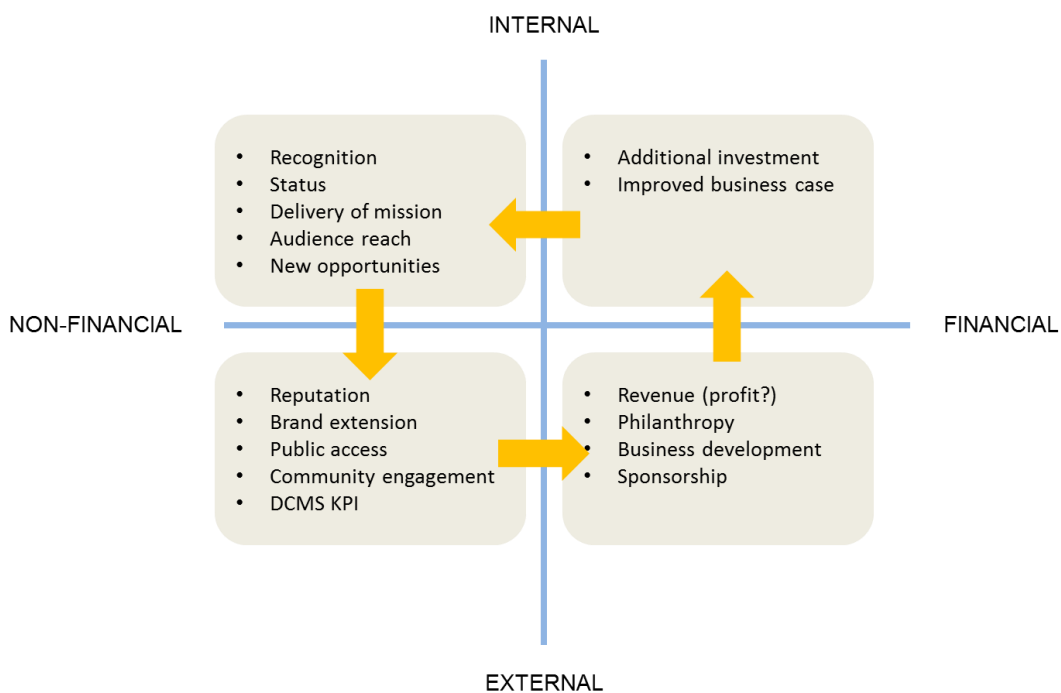 INTERNAL
• Recognition
• Status
• Delivery of mission
• Audience reach
• New opportunities
• Additional investment
• Improved business case
NON-FINANCIAL
FINANCIAL
• Reputation
• Brand extension
• Public access
• Community engagement
• DCMS KPI
• Revenue (profit?)
• Philanthropy
• Business development
• Sponsorship
EXTERNAL